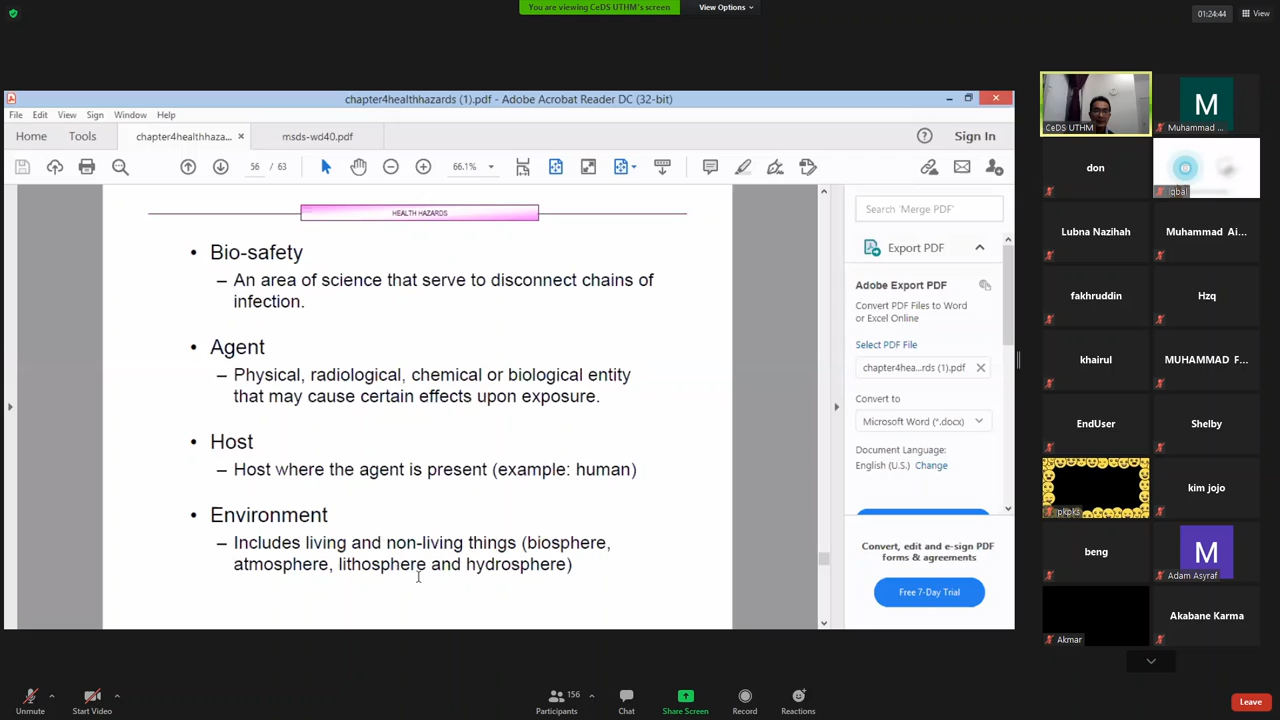 You are viewing CeDS UTHM's screen
View Options
01:24:44
View
chapter4healthhazards (1).pdf - Adobe Acrobat Reader DC (32-bit)
File Edit View Sign Window Help
Home Tools chapter4healthhaza... × msds-wd40.pdf Sign In
56 / 63 66.1%
HEALTH HAZARDS
• Bio-safety
– An area of science that serve to disconnect chains of
infection.
• Agent
– Physical, radiological, chemical or biological entity
that may cause certain effects upon exposure.
• Host
– Host where the agent is present (example: human)
• Environment
– Includes living and non-living things (biosphere,
atmosphere, lithosphere and hydrosphere)
Search 'Merge PDF'
Export PDF
Adobe Export PDF
Convert PDF Files to Word
or Excel Online
Select PDF File
chapter4hea...rds (1).pdf
Convert to
Microsoft Word (*.docx)
Document Language:
English (U.S.) Change
Convert, edit and e-sign PDF
forms & agreements
Free 7-Day Trial
CeDS UTHM
M
Muhammad ...
don
iqbal
Lubna Nazihah
Muhammad Ai...
fakhruddin
Hzq
khairul
MUHAMMAD F...
EndUser
Shelby
pkpks
kim jojo
beng
M
Adam Asyraf
Akmar
Akabane Karma
Unmute
Start Video
156
Participants
Chat
Share Screen
Record
Reactions
Leave